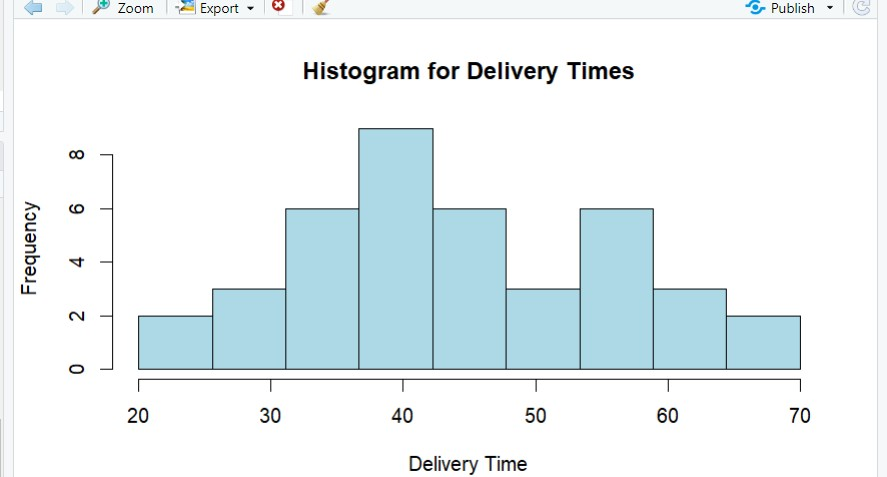 Zoom Export Publish
Histogram for Delivery Times
Frequency
8
6
4
2
0
20 30 40 50 60 70
Delivery Time